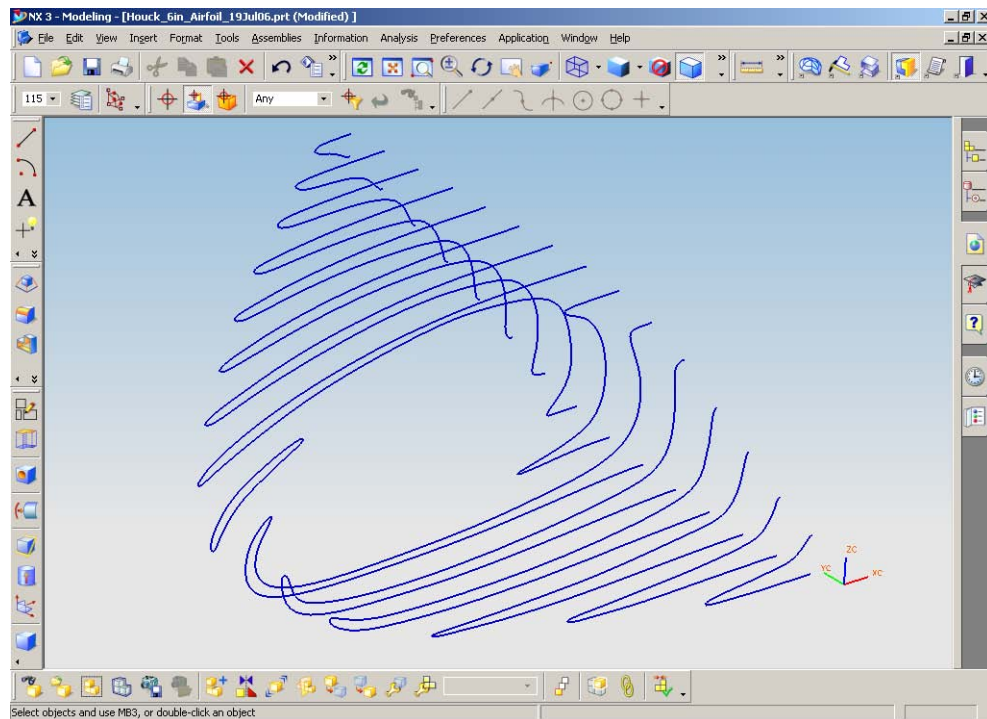 NX 3 - Modeling - [Houck_6in_Airfoil_19Jul06.prt (Modified) ]
File Edit View Insert Format Tools Assemblies Information Analysis Preferences Application Window Help
115 Any
A
ZC
YC XC
Select objects and use MB3, or double-click an object